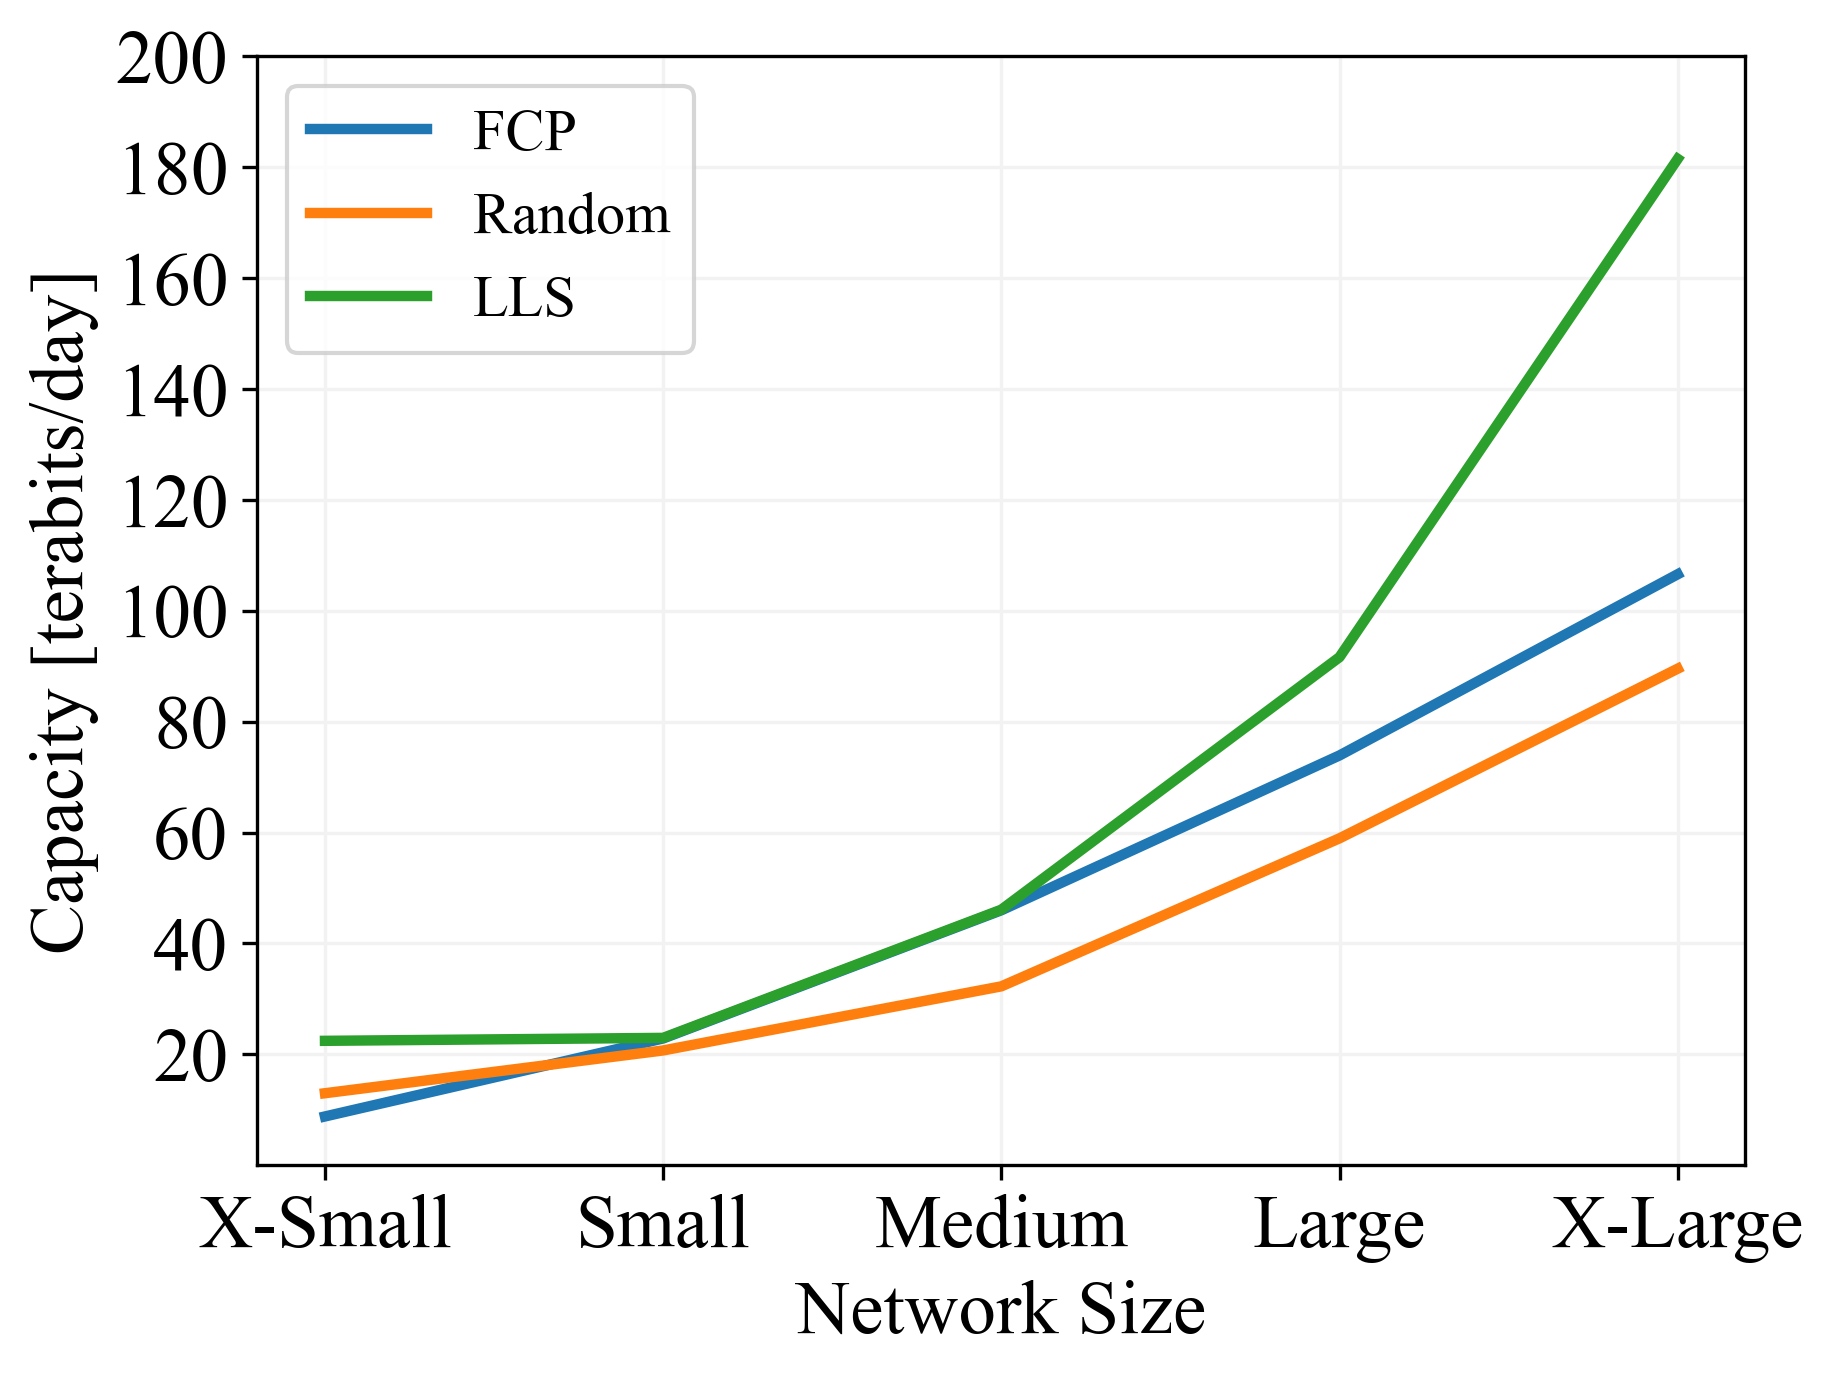 200
180
160
140
120
100
80
60
40
20
Capacity [terabits/day]
FCP
Random
LLS
X-Small Small Medium Large X-Large
Network Size